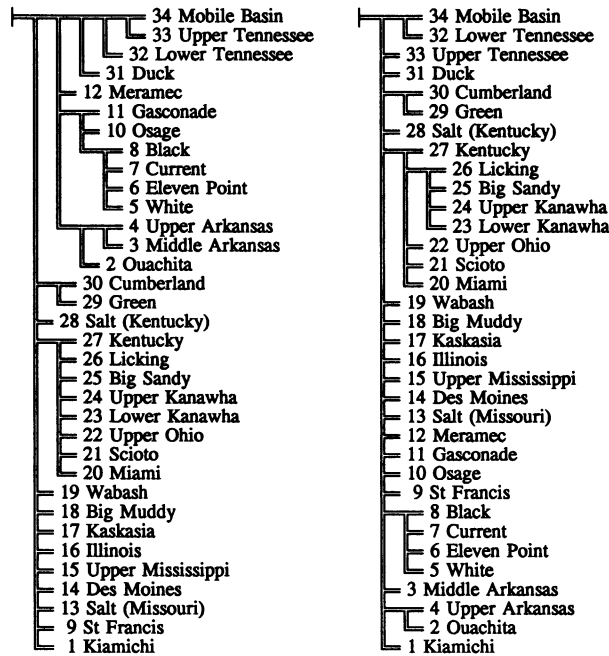 34 Mobile Basin
33 Upper Tennessee
32 Lower Tennessee
31 Duck
12 Meramec
11 Gasconade
10 Osage
8 Black
7 Current
6 Eleven Point
5 White
4 Upper Arkansas
3 Middle Arkansas
2 Ouachita
30 Cumberland
29 Green
28 Salt (Kentucky)
27 Kentucky
26 Licking
25 Big Sandy
24 Upper Kanawha
23 Lower Kanawha
22 Upper Ohio
21 Scioto
20 Miami
19 Wabash
18 Big Muddy
17 Kaskasia
16 Illinois
15 Upper Mississippi
14 Des Moines
13 Salt (Missouri)
9 St Francis
1 Kiamichi
34 Mobile Basin
32 Lower Tennessee
33 Upper Tennessee
31 Duck
30 Cumberland
29 Green
28 Salt (Kentucky)
27 Kentucky
26 Licking
25 Big Sandy
24 Upper Kanawha
23 Lower Kanawha
22 Upper Ohio
21 Scioto
20 Miami
19 Wabash
18 Big Muddy
17 Kaskasia
16 Illinois
15 Upper Mississippi
14 Des Moines
13 Salt (Missouri)
12 Meramec
11 Gasconade
10 Osage
9 St Francis
8 Black
7 Current
6 Eleven Point
5 White
3 Middle Arkansas
4 Upper Arkansas
2 Ouachita
1 Kiamichi